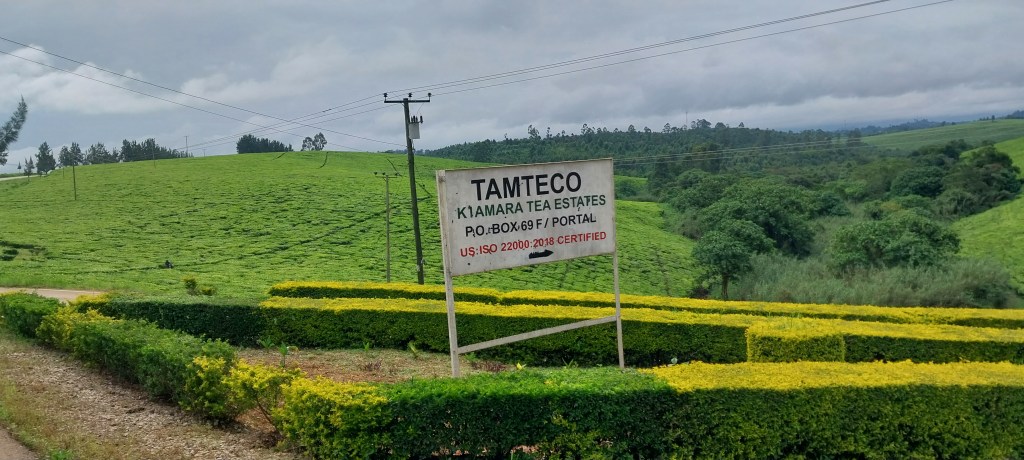 TAMTECO
KIAMARA TEA ESTATES
P.O. BOX 69 F/ PORTAL
US:ISO 22000:2018 CERTIFIED